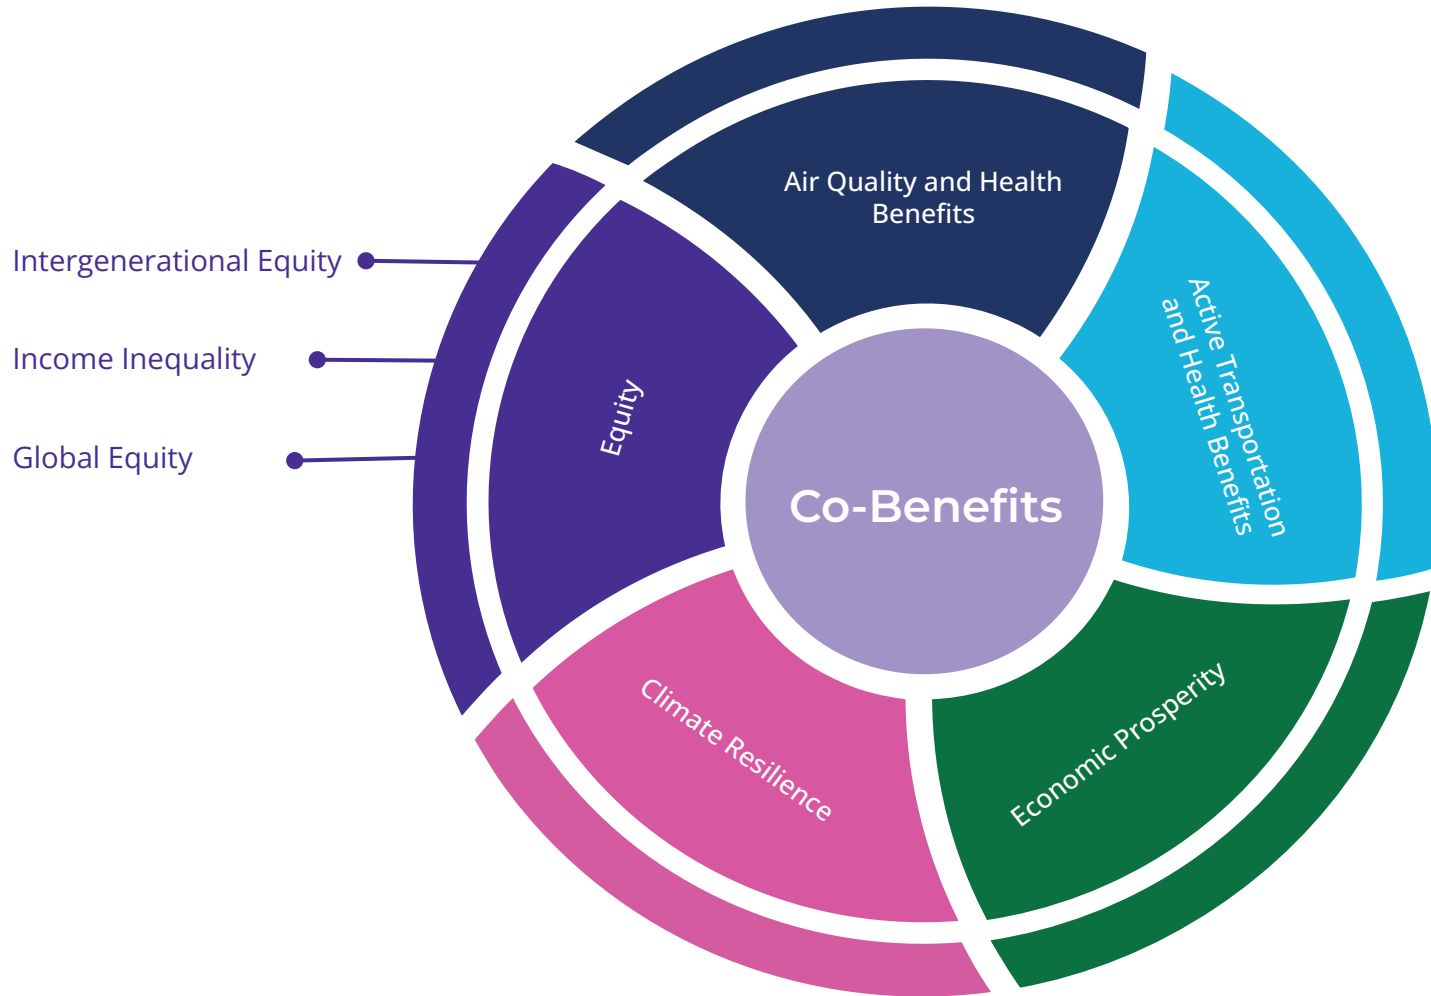 Air Quality and Health
Benefits
Active Transportation
and Health Benefits
Intergenerational Equity
Income Inequality
Global Equity
Equity
Co-Benefits
Climate Resilience
Economic Prosperity